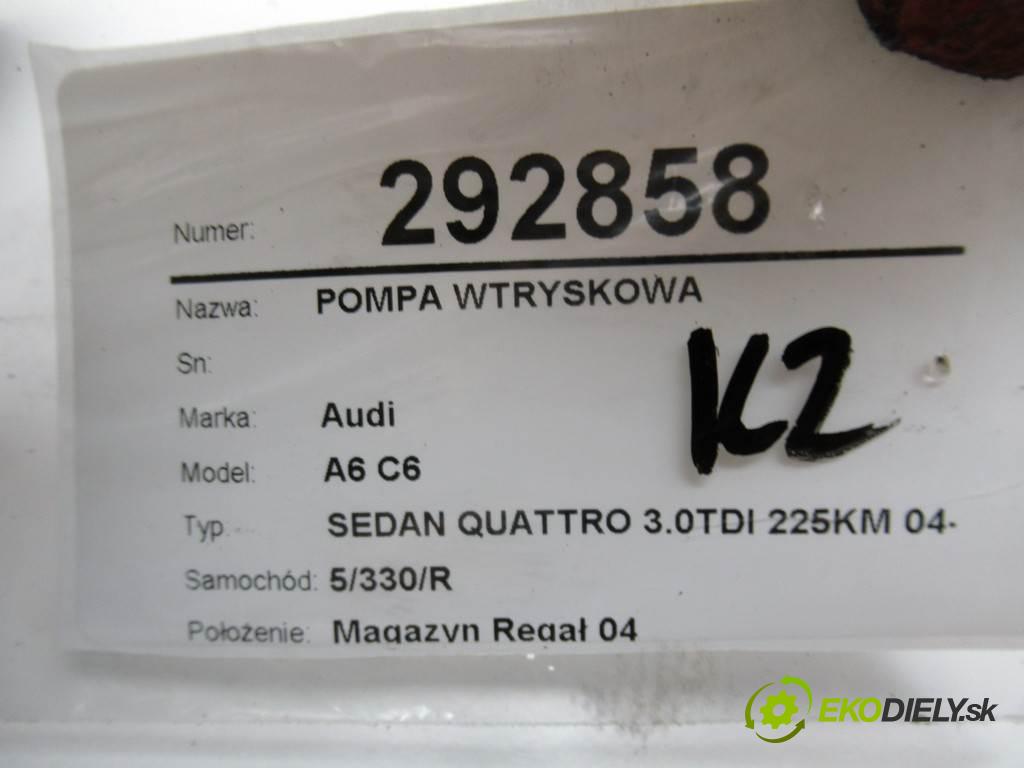 Numer: 292858
Nazwa: POMPA WTRYSKOWA
Sn:
Marka: Audi
Model: A6 C6
Typ: SEDAN QUATTRO 3.0TDI 225KM 04-
Samochód: 5/330/R
Położenie: Magazyn Regał 04
K2
EKODIELY.sk